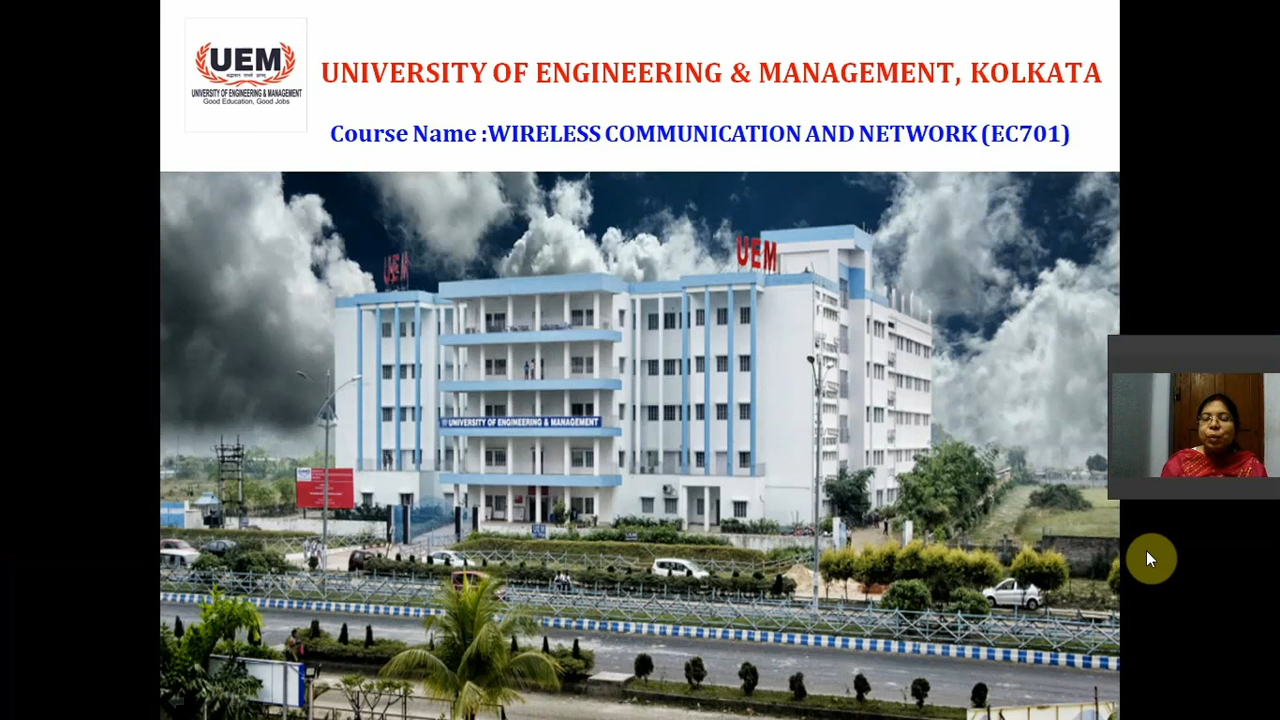 UEM
UNIVERSITY OF ENGINEERING & MANAGEMENT
Good Education, Good Jobs
UNIVERSITY OF ENGINEERING & MANAGEMENT, KOLKATA
Course Name :WIRELESS COMMUNICATION AND NETWORK (EC701)
UEM
UEM
UNIVERSITY OF ENGINEERING & MANAGEMENT